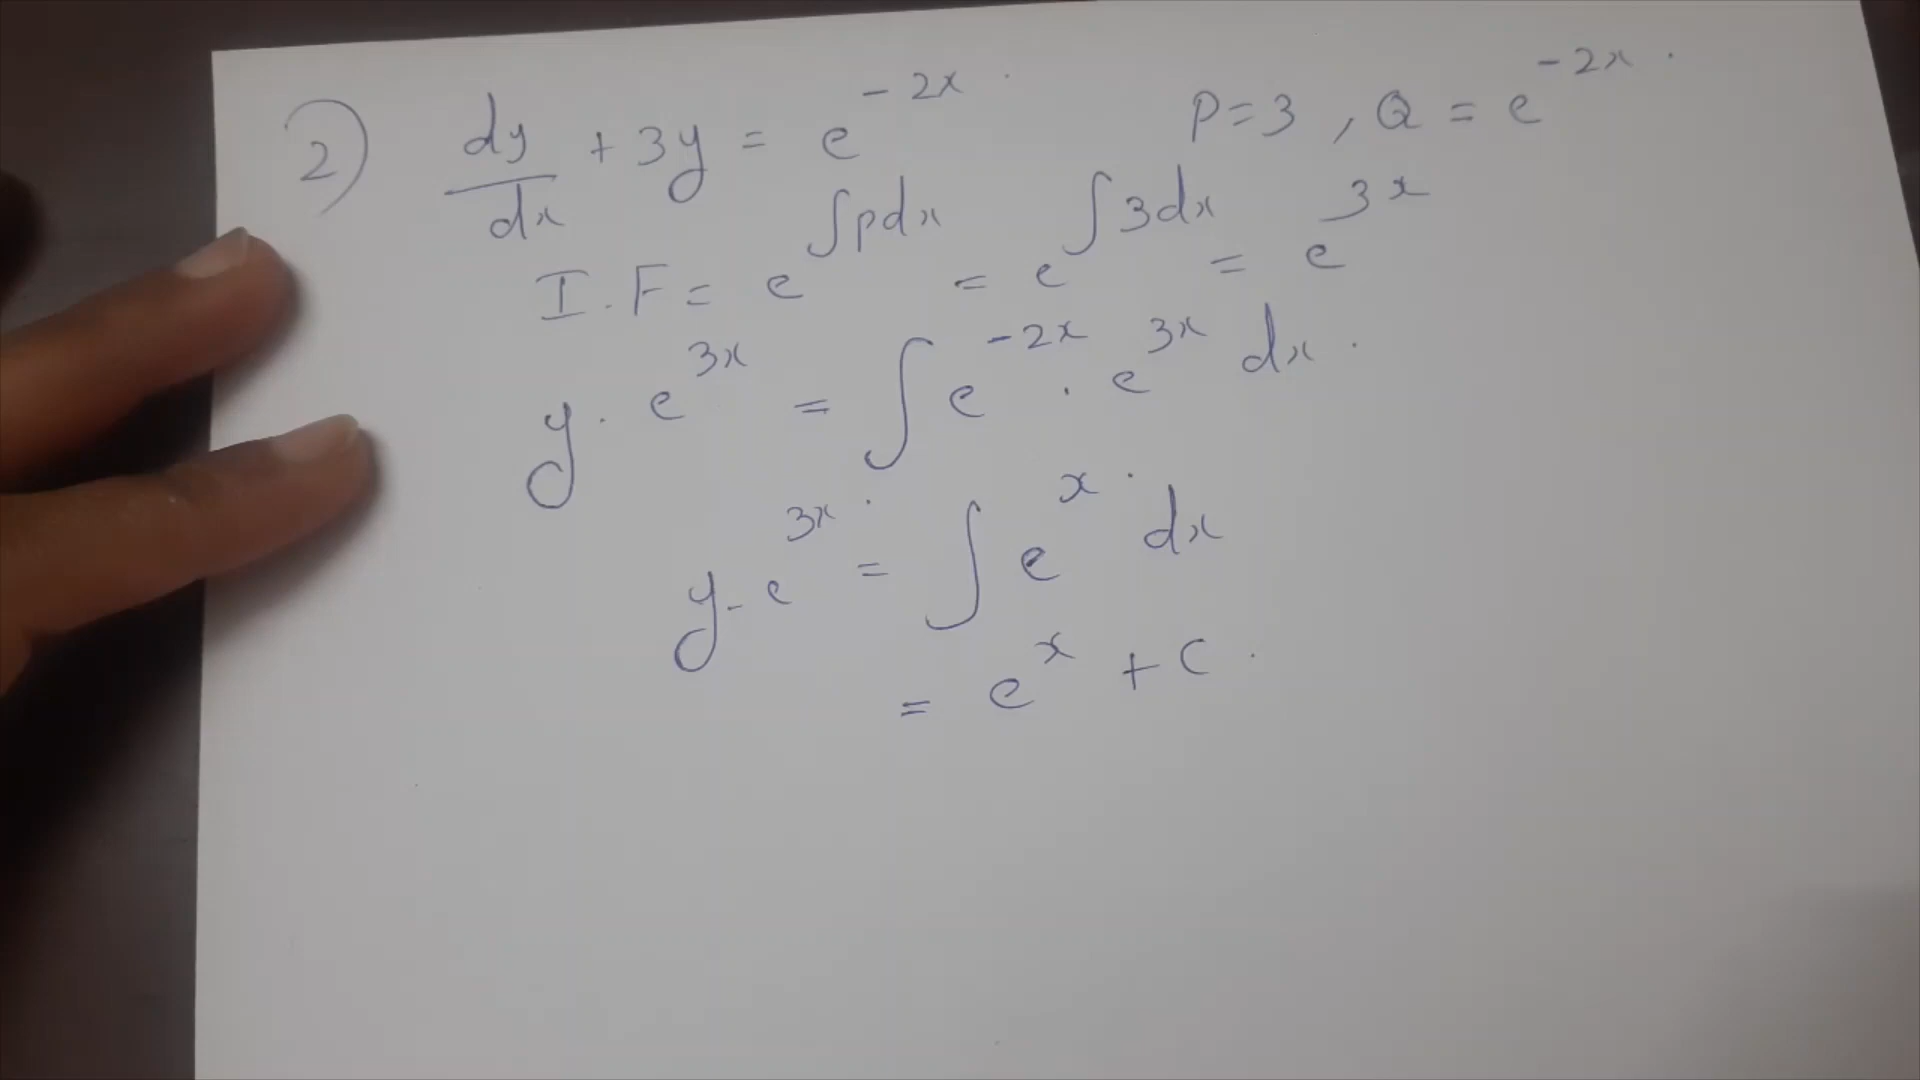 2) dy/dx + 3y = e^{-2x} . P=3 , Q = e^{-2x} .
I.F = e^{∫pdx} = e^{∫3dx} = e^{3x}
y . e^{3x} = ∫ e^{-2x} . e^{3x} dx .
y . e^{3x} = ∫ e^{x} dx
= e^{x} + C .